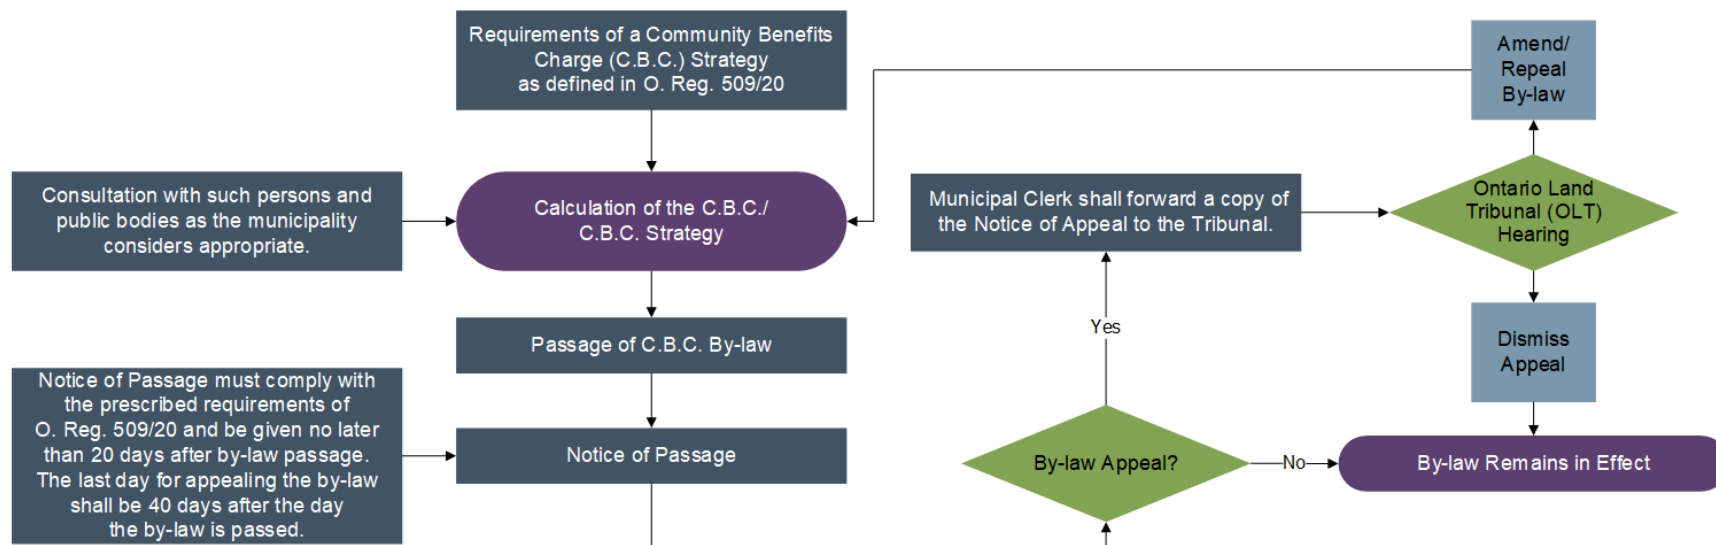 Requirements of a Community Benefits
Charge (C.B.C.) Strategy
as defined in O. Reg. 509/20
Consultation with such persons and
public bodies as the municipality
considers appropriate.
Calculation of the C.B.C./
C.B.C. Strategy
Passage of C.B.C. By-law
Notice of Passage must comply with
the prescribed requirements of
O. Reg. 509/20 and be given no later
than 20 days after by-law passage.
The last day for appealing the by-law
shall be 40 days after the day
the by-law is passed.
Notice of Passage
By-law Appeal?
Yes
No
Municipal Clerk shall forward a copy of
the Notice of Appeal to the Tribunal.
Ontario Land
Tribunal (OLT)
Hearing
Amend/
Repeal
By-law
Dismiss
Appeal
By-law Remains in Effect